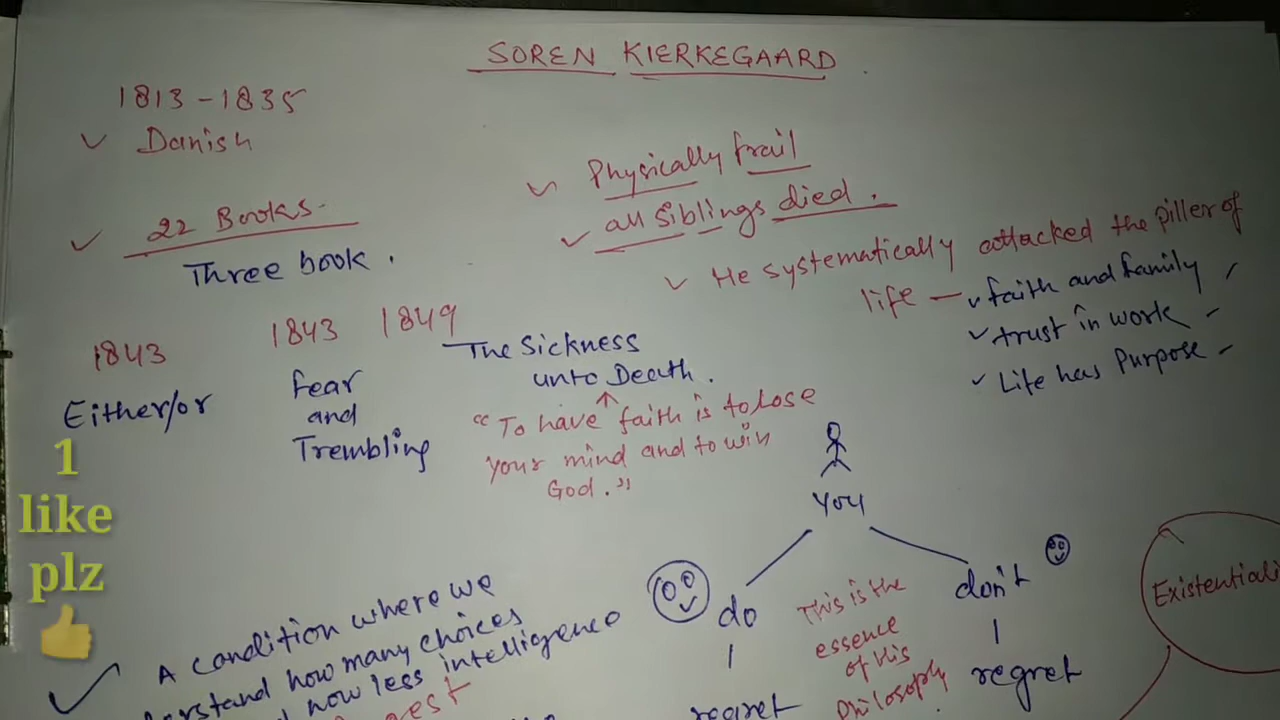 SOREN KIERKEGAARD
1813-1835
Danish
22 Books.
Three book.
Physically frail
all siblings died.
He systematically attacked the piller of
life — faith and family
trust in work
Life has Purpose
1843
Either/or
1843
Fear
and
Trembling
1849
The Sickness
unto Death.
"To have faith is to lose
your mind and to win
God."
1
like
plz
You
do
regret
don't
regret
This is the
essence
of His
Philosophy
Existentiali
A condition where we
erstand how many choices
now less intelligence